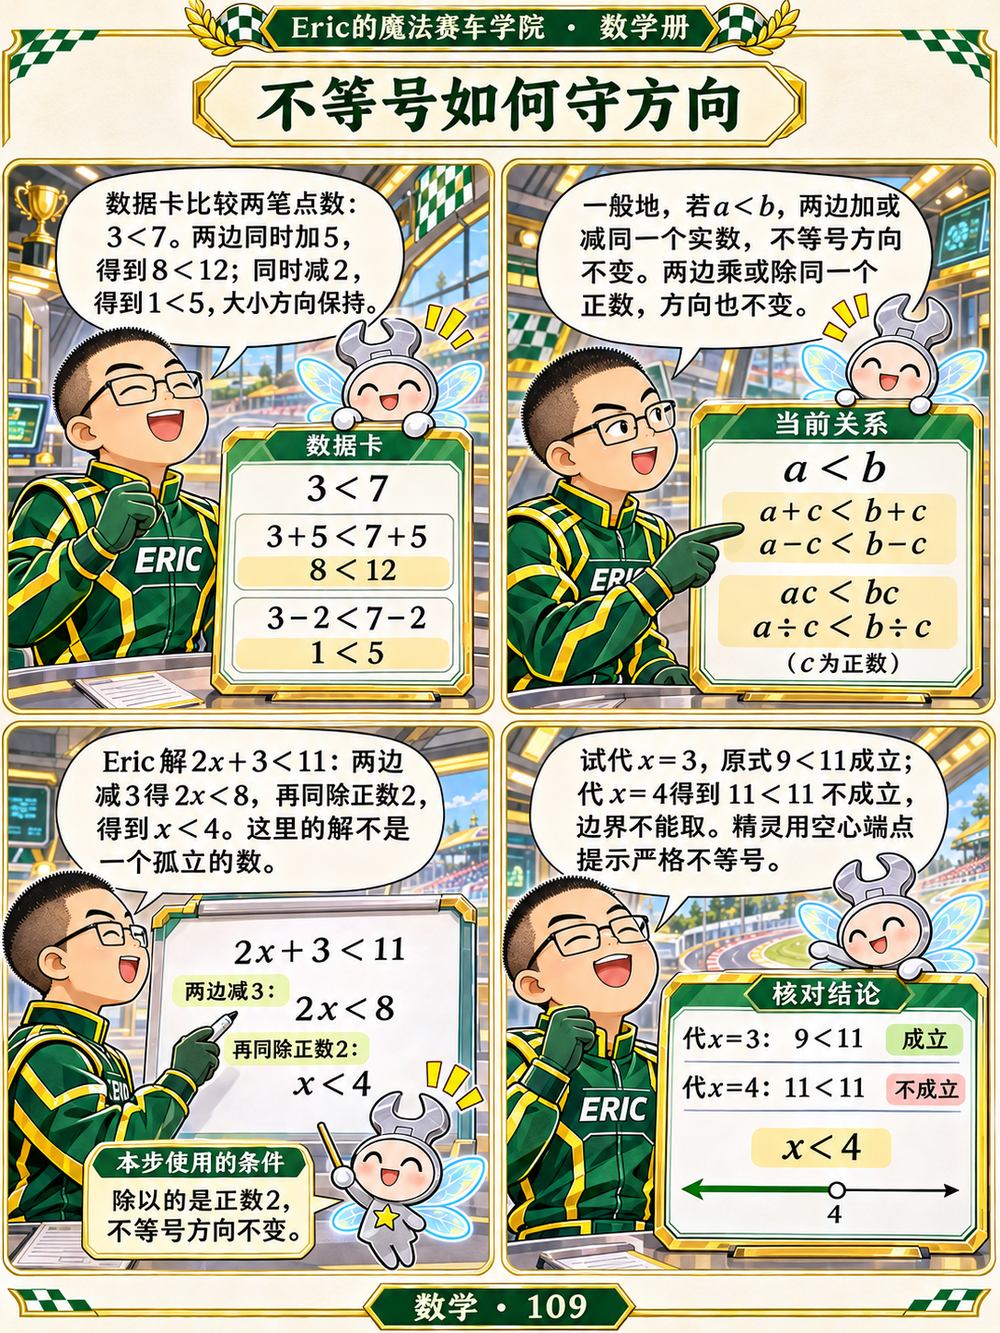 Eric的魔法赛车学院 · 数学册
不等号如何守方向
数据卡比较两笔点数：
3<7。两边同时加5，
得到8<12；同时减2，
得到1<5，大小方向保持。
数据卡
3<7
3+5<7+5
8<12
3−2<7−2
1<5
ERIC
一般地，若a<b，两边加或
减同一个实数，不等号方向
不变。两边乘或除同一个
正数，方向也不变。
当前关系
a<b
a+c<b+c
a−c<b−c
ac<bc
a÷c<b÷c
（c为正数）
ERIC
Eric解2x+3<11：两边
减3得2x<8，再同除正数2，
得到x<4。这里的解不是
一个孤立的数。
2x+3<11
两边减3：
2x<8
再同除正数2：
x<4
本步使用的条件
除以的是正数2，
不等号方向不变。
试代x=3，原式9<11成立；
代x=4得到11<11不成立，
边界不能取。精灵用空心端点
提示严格不等号。
核对结论
代x=3： 9<11 成立
代x=4： 11<11 不成立
x<4
4
ERIC
数学 · 109